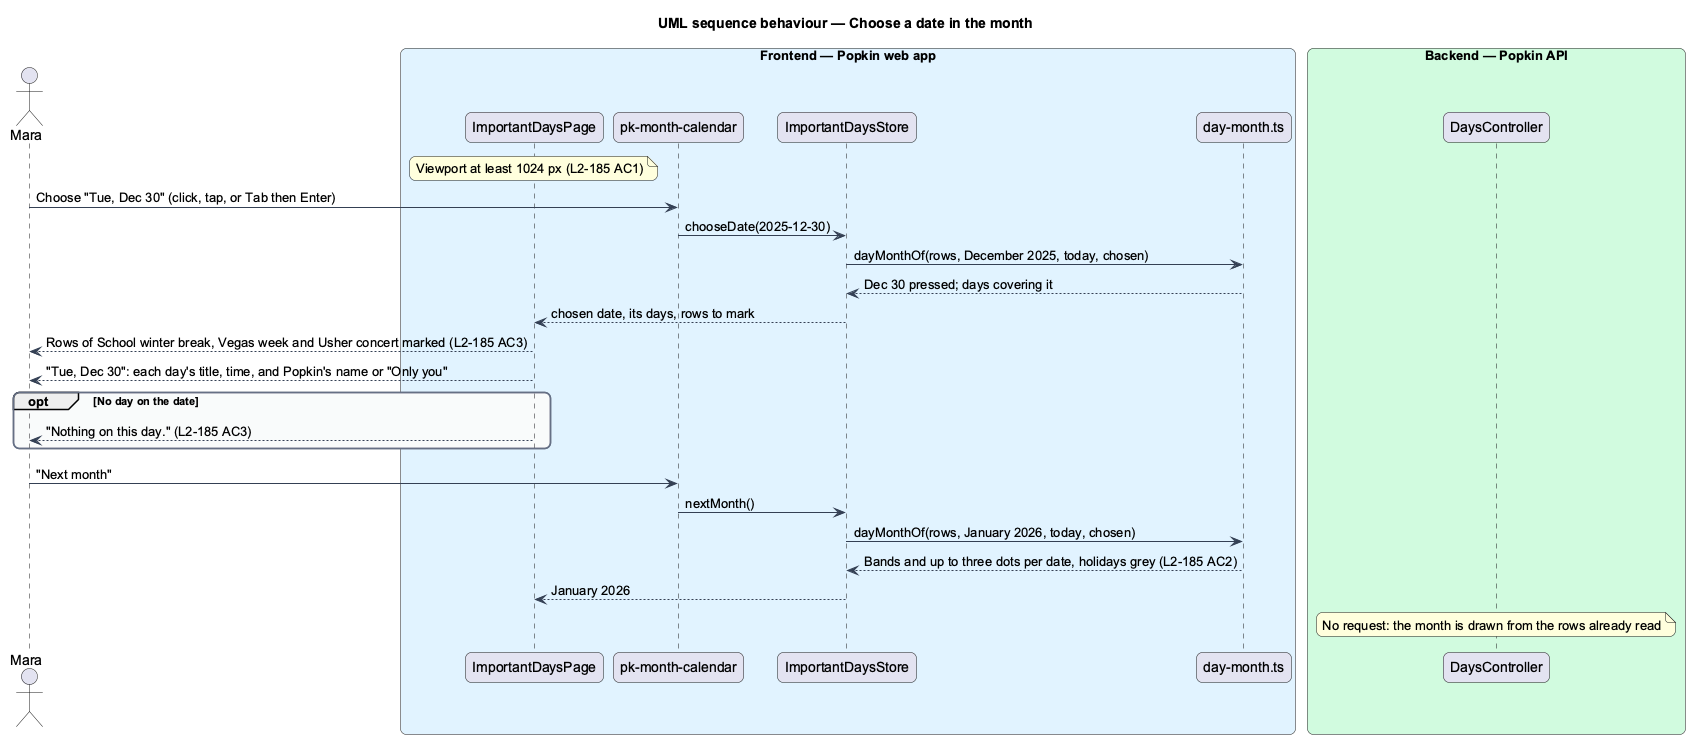 UML sequence behaviour — Choose a date in the month
Frontend — Popkin web app
Backend — Popkin API
Mara
ImportantDaysPage
pk-month-calendar
ImportantDaysStore
day-month.ts
DaysController
Viewport at least 1024 px (L2-185 AC1)
Choose "Tue, Dec 30" (click, tap, or Tab then Enter)
chooseDate(2025-12-30)
dayMonthOf(rows, December 2025, today, chosen)
Dec 30 pressed; days covering it
chosen date, its days, rows to mark
Rows of School winter break, Vegas week and Usher concert marked (L2-185 AC3)
"Tue, Dec 30": each day's title, time, and Popkin's name or "Only you"
opt
[No day on the date]
"Nothing on this day." (L2-185 AC3)
"Next month"
nextMonth()
dayMonthOf(rows, January 2026, today, chosen)
Bands and up to three dots per date, holidays grey (L2-185 AC2)
January 2026
No request: the month is drawn from the rows already read
Mara
ImportantDaysPage
pk-month-calendar
ImportantDaysStore
day-month.ts
DaysController